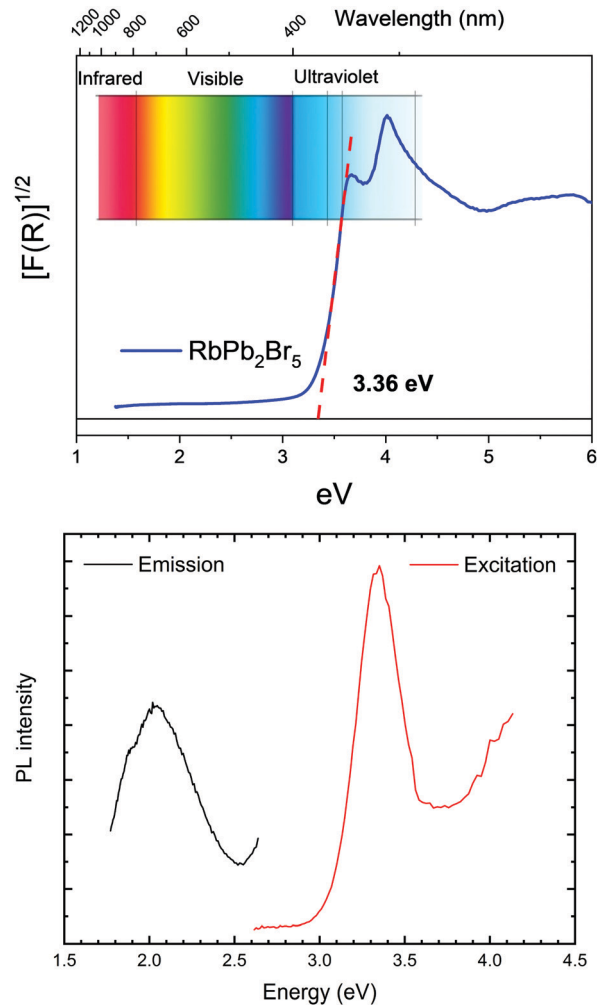 Wavelength (nm)
1200 1000 800 600 400
Infrared Visible Ultraviolet
[F(R)]^1/2
RbPb₂Br₅
3.36 eV
1 2 3 4 5 6
eV
Emission Excitation
PL intensity
1.5 2.0 2.5 3.0 3.5 4.0 4.5
Energy (eV)